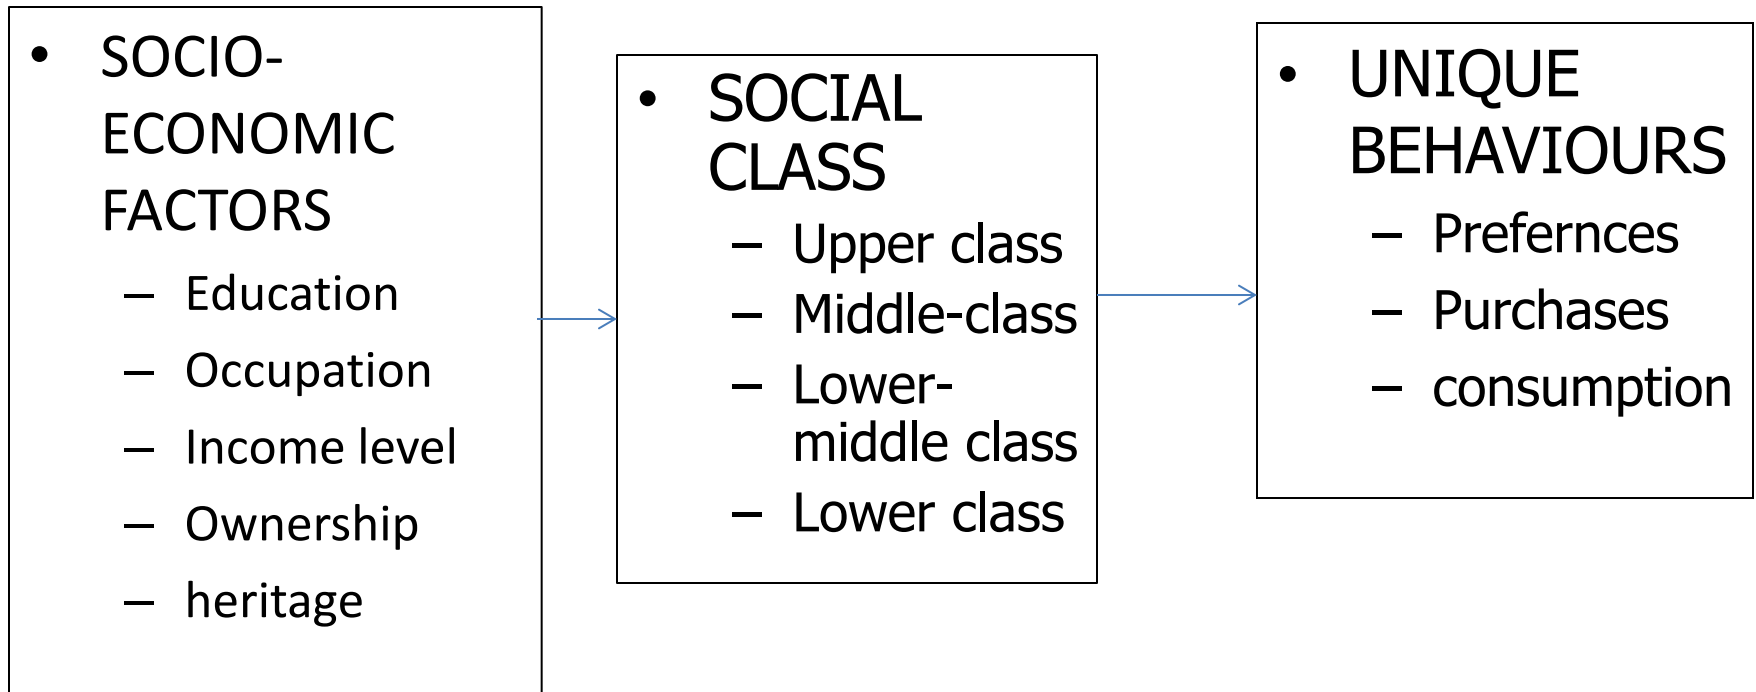 • SOCIO-
ECONOMIC
FACTORS
– Education
– Occupation
– Income level
– Ownership
– heritage
• SOCIAL
CLASS
– Upper class
– Middle-class
– Lower-
middle class
– Lower class
• UNIQUE
BEHAVIOURS
– Prefernces
– Purchases
– consumption